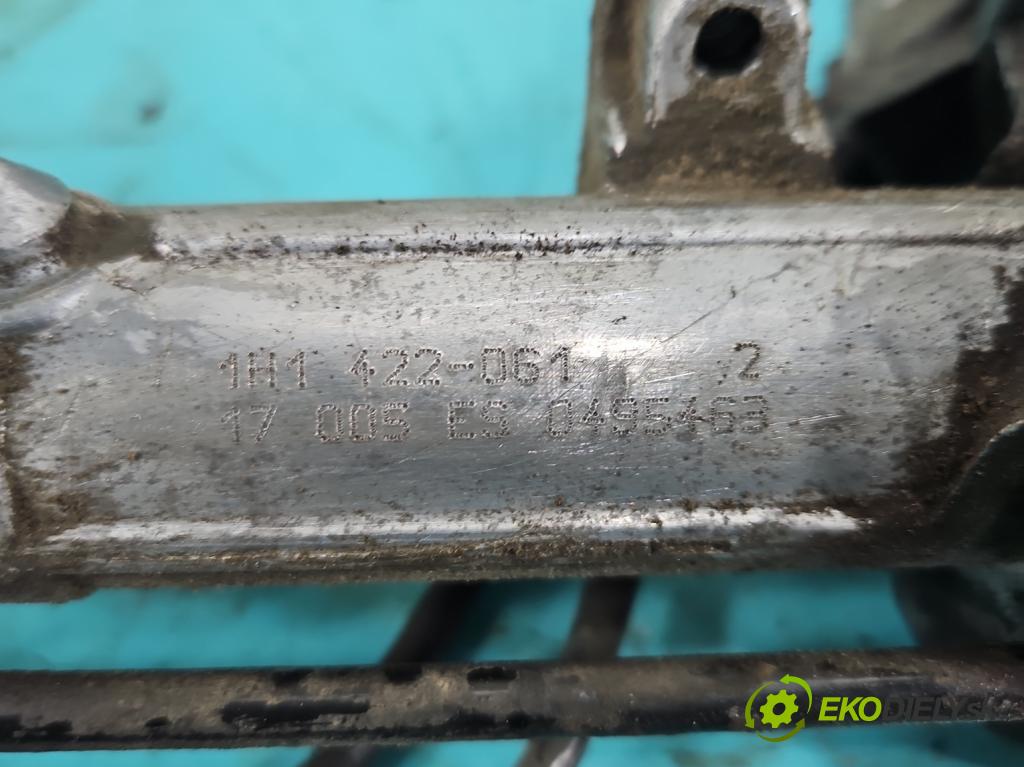 1H1 422-061 2
17 005 ES 0495463
EKODIELY.SK